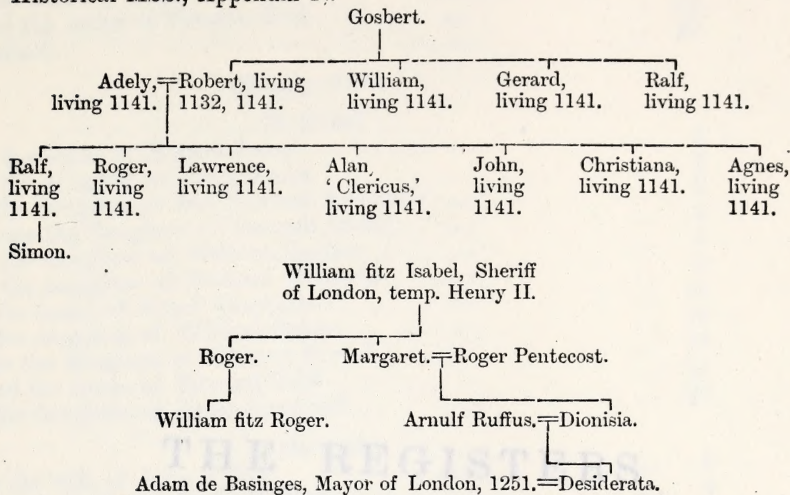 Gosbert.
Adely,=Robert, living William, Gerard, Ralf,
living 1141. 1132, 1141. living 1141. living 1141. living 1141.
Ralf, Roger, Lawrence, Alan, John, Christiana, Agnes,
living living living 1141. 'Clericus,' living living 1141. living
1141. 1141. living 1141. 1141. 1141.
Simon.
William fitz Isabel, Sheriff
of London, temp. Henry II.
Roger. Margaret.=Roger Pentecost.
William fitz Roger. Arnulf Ruffus.=Dionisia.
THE REGISTERS
Adam de Basinges, Mayor of London, 1251.=Desiderata.